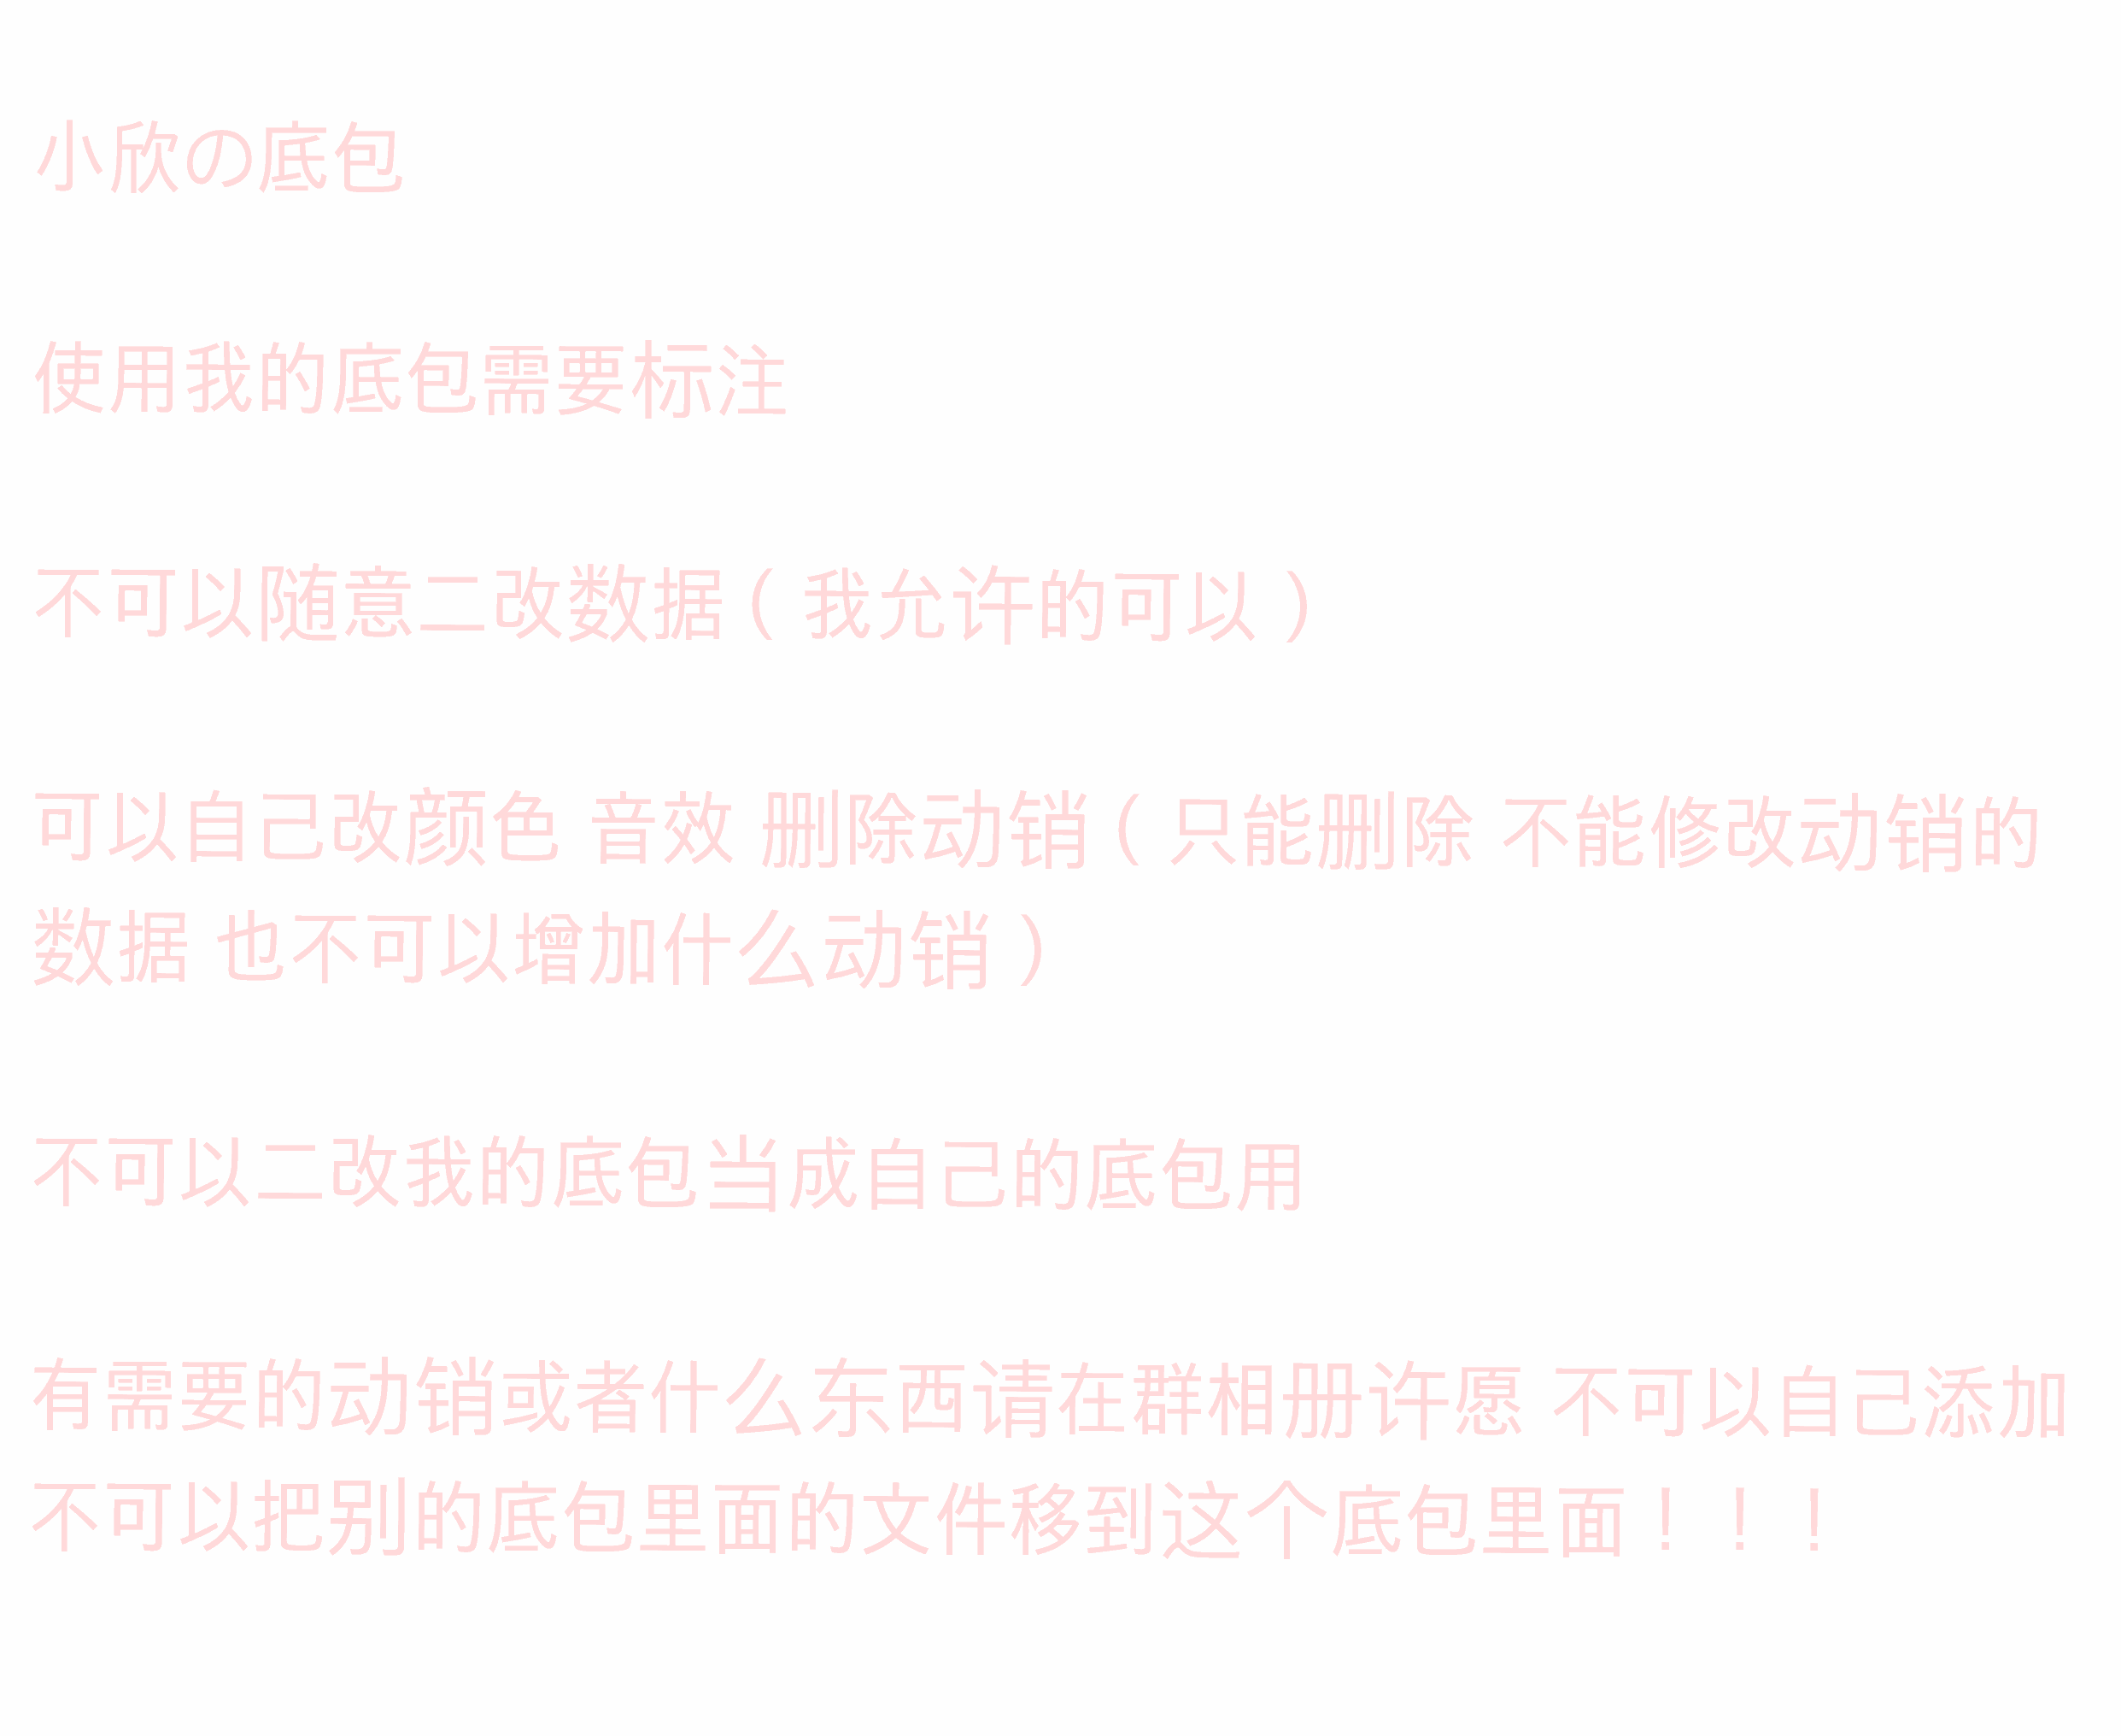 小欣の底包
使用我的底包需要标注
不可以随意二改数据（我允许的可以）
可以自己改颜色 音效 删除动销（只能删除 不能修改动销的
数据 也不可以增加什么动销）
不可以二改我的底包当成自己的底包用
有需要的动销或者什么东西请在群相册许愿 不可以自己添加
不可以把别的底包里面的文件移到这个底包里面！！！